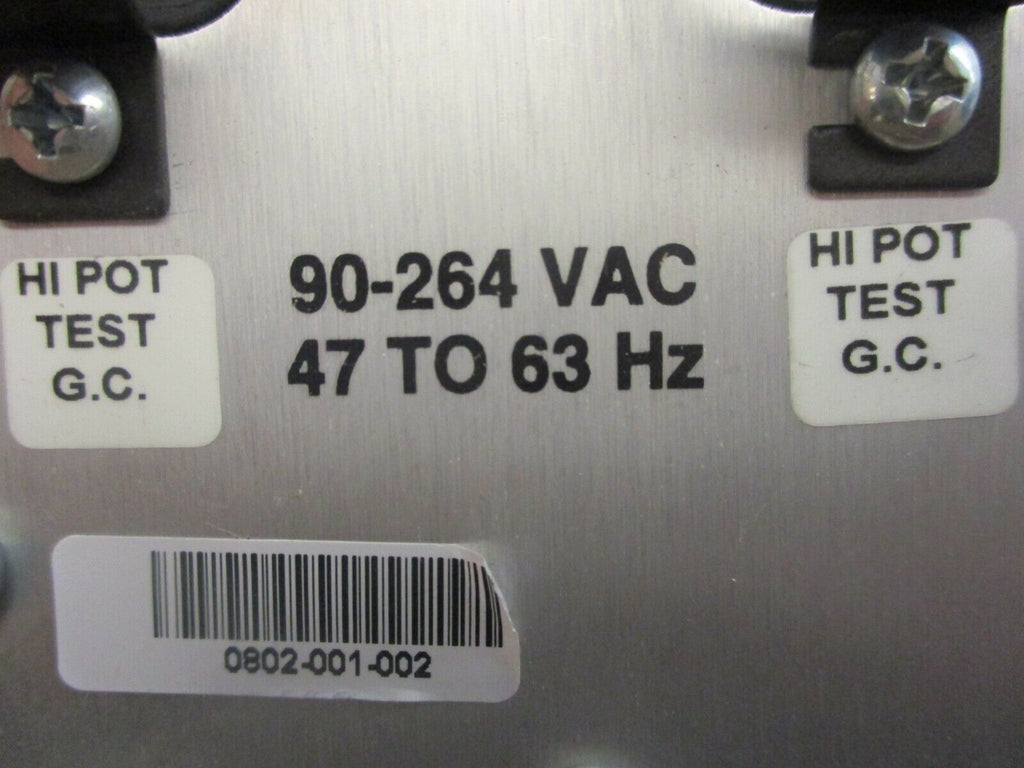 HI POT
TEST
G.C.
90-264 VAC
47 TO 63 Hz
HI POT
TEST
G.C.
0802-001-002